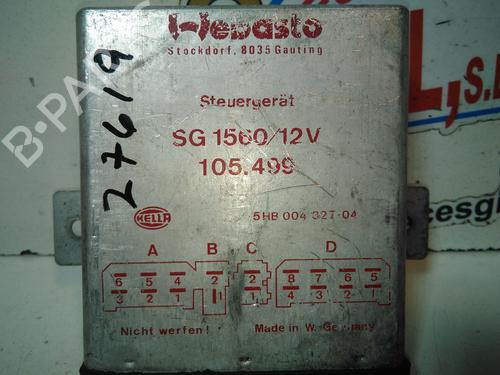 Webasto
Stockdorf, 8035 Gauting
Steuergerät
SG 1560/12V
105.499
HELLA
5HB 004 327-04
A B C D
6 5 4 2 2 8 7 6 5
3 2 1 1 1 4 3 2 1
Nicht werfen! Made in W. Germany
27619
B-PA